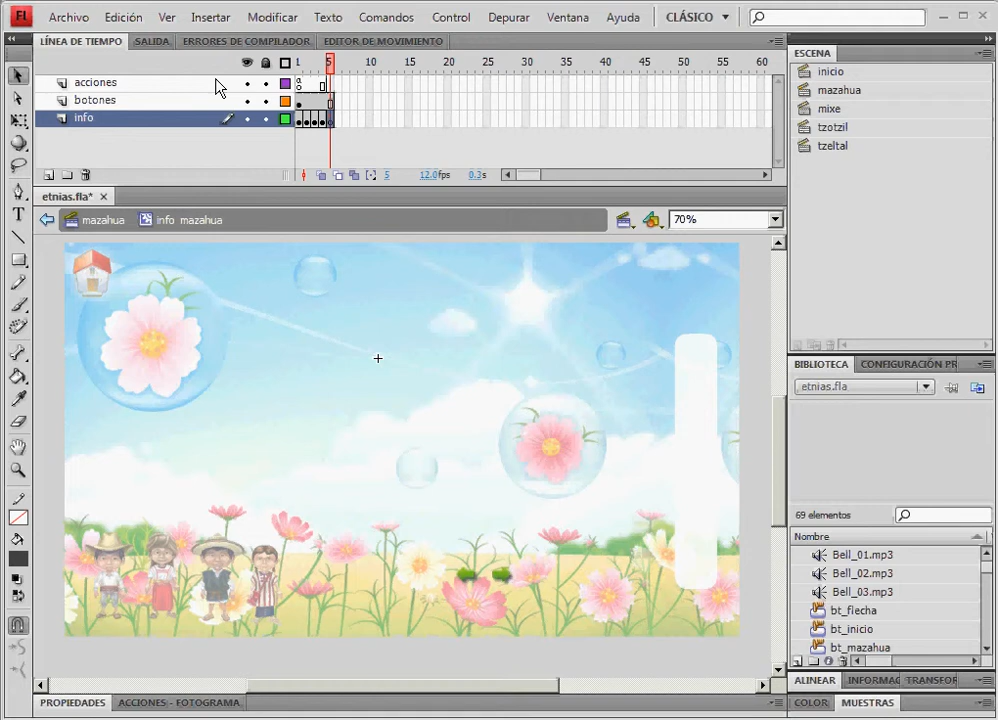 Fl Archivo Edición Ver Insertar Modificar Texto Comandos Control Depurar Ventana Ayuda CLÁSICO
LÍNEA DE TIEMPO SALIDA ERRORES DE COMPILADOR EDITOR DE MOVIMIENTO
1 5 10 15 20 25 30 35 40 45 50 55 60
acciones
botones
info
5 12.0fps 0.3s
etnias.fla*
mazahua info mazahua 70%
ESCENA
inicio
mazahua
mixe
tzotzil
tzeltal
BIBLIOTECA CONFIGURACIÓN PR
etnias.fla
69 elementos
Nombre
Bell_01.mp3
Bell_02.mp3
Bell_03.mp3
bt_flecha
bt_inicio
bt_mazahua
ALINEAR INFORMAC TRANSFOR
COLOR MUESTRAS
PROPIEDADES ACCIONES - FOTOGRAMA